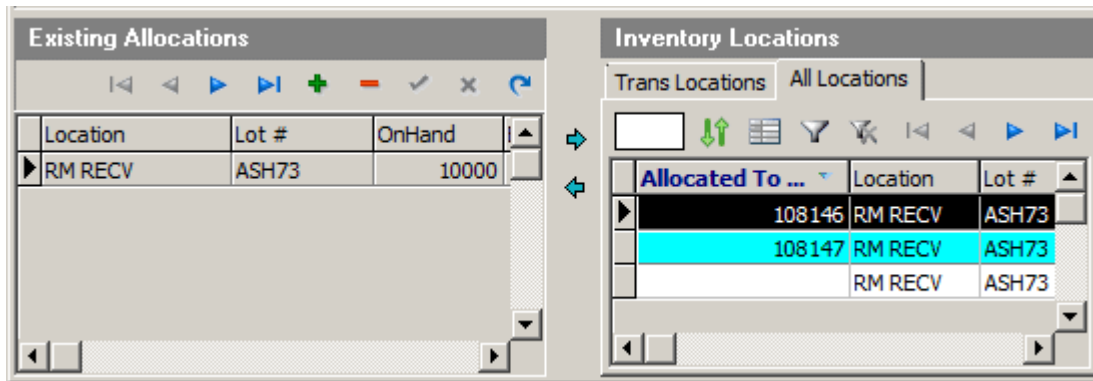 Existing Allocations
Location Lot # OnHand
RM RECV ASH73 10000
Inventory Locations
Trans Locations All Locations
Allocated To ... Location Lot #
108146 RM RECV ASH73
108147 RM RECV ASH73
RM RECV ASH73